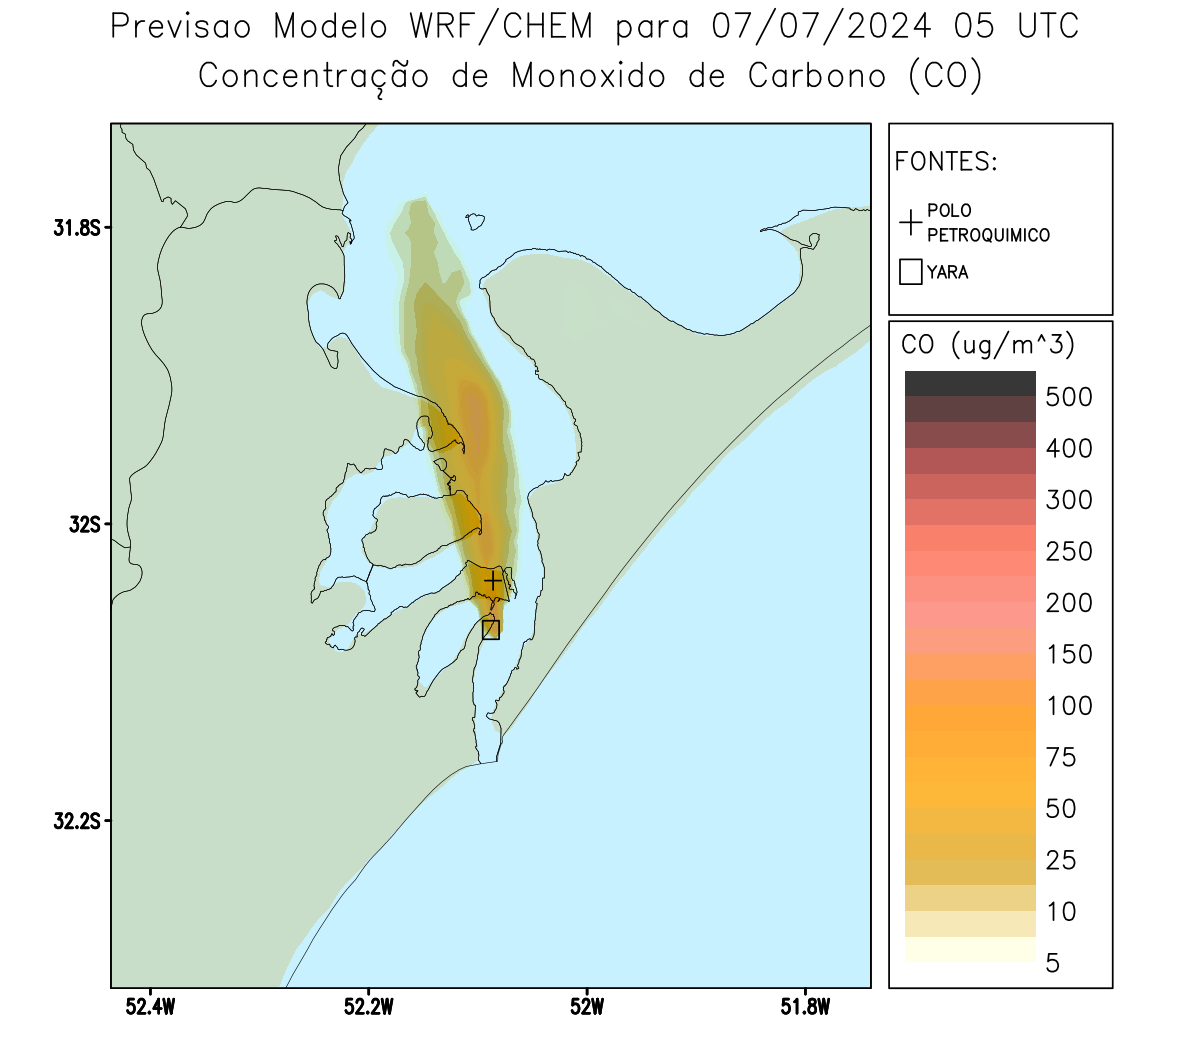 Previsao Modelo WRF/CHEM para 07/07/2024 05 UTC
Concentração de Monoxido de Carbono (CO)
FONTES:
POLO
PETROQUIMICO
YARA
CO (ug/m^3)
500
400
300
250
200
150
100
75
50
25
10
5
31.8S
32S
32.2S
52.4W
52.2W
52W
51.8W